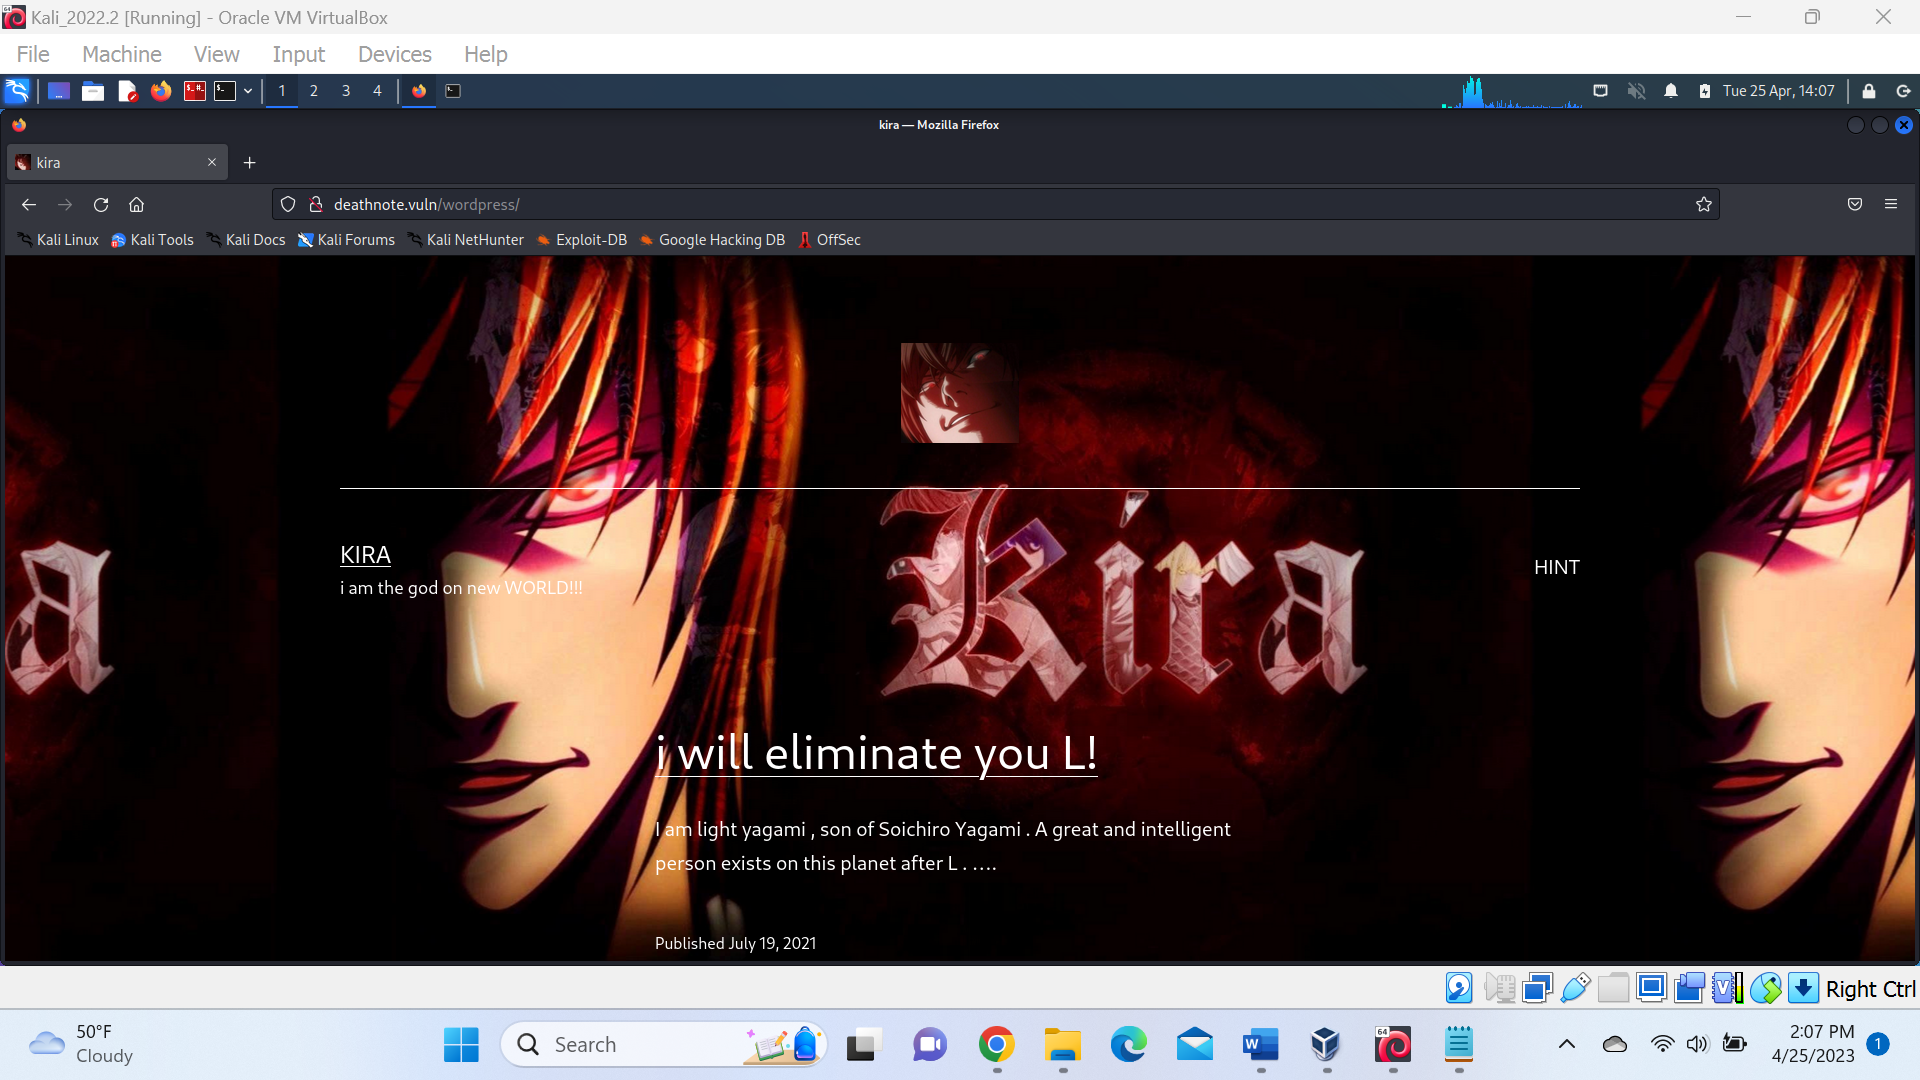 Kali_2022.2 [Running] - Oracle VM VirtualBox
File Machine View Input Devices Help
1 2 3 4 Tue 25 Apr, 14:07
kira — Mozilla Firefox
kira
deathnote.vuln/wordpress/
Kali Linux Kali Tools Kali Docs Kali Forums Kali NetHunter Exploit-DB Google Hacking DB OffSec
a Kira
KIRA
i am the god on new WORLD!!!
HINT
i will eliminate you L!
I am light yagami , son of Soichiro Yagami . A great and intelligent
person exists on this planet after L . ….
Published July 19, 2021
Right Ctrl
50°F
Cloudy
Search
64
2:07 PM
4/25/2023
1